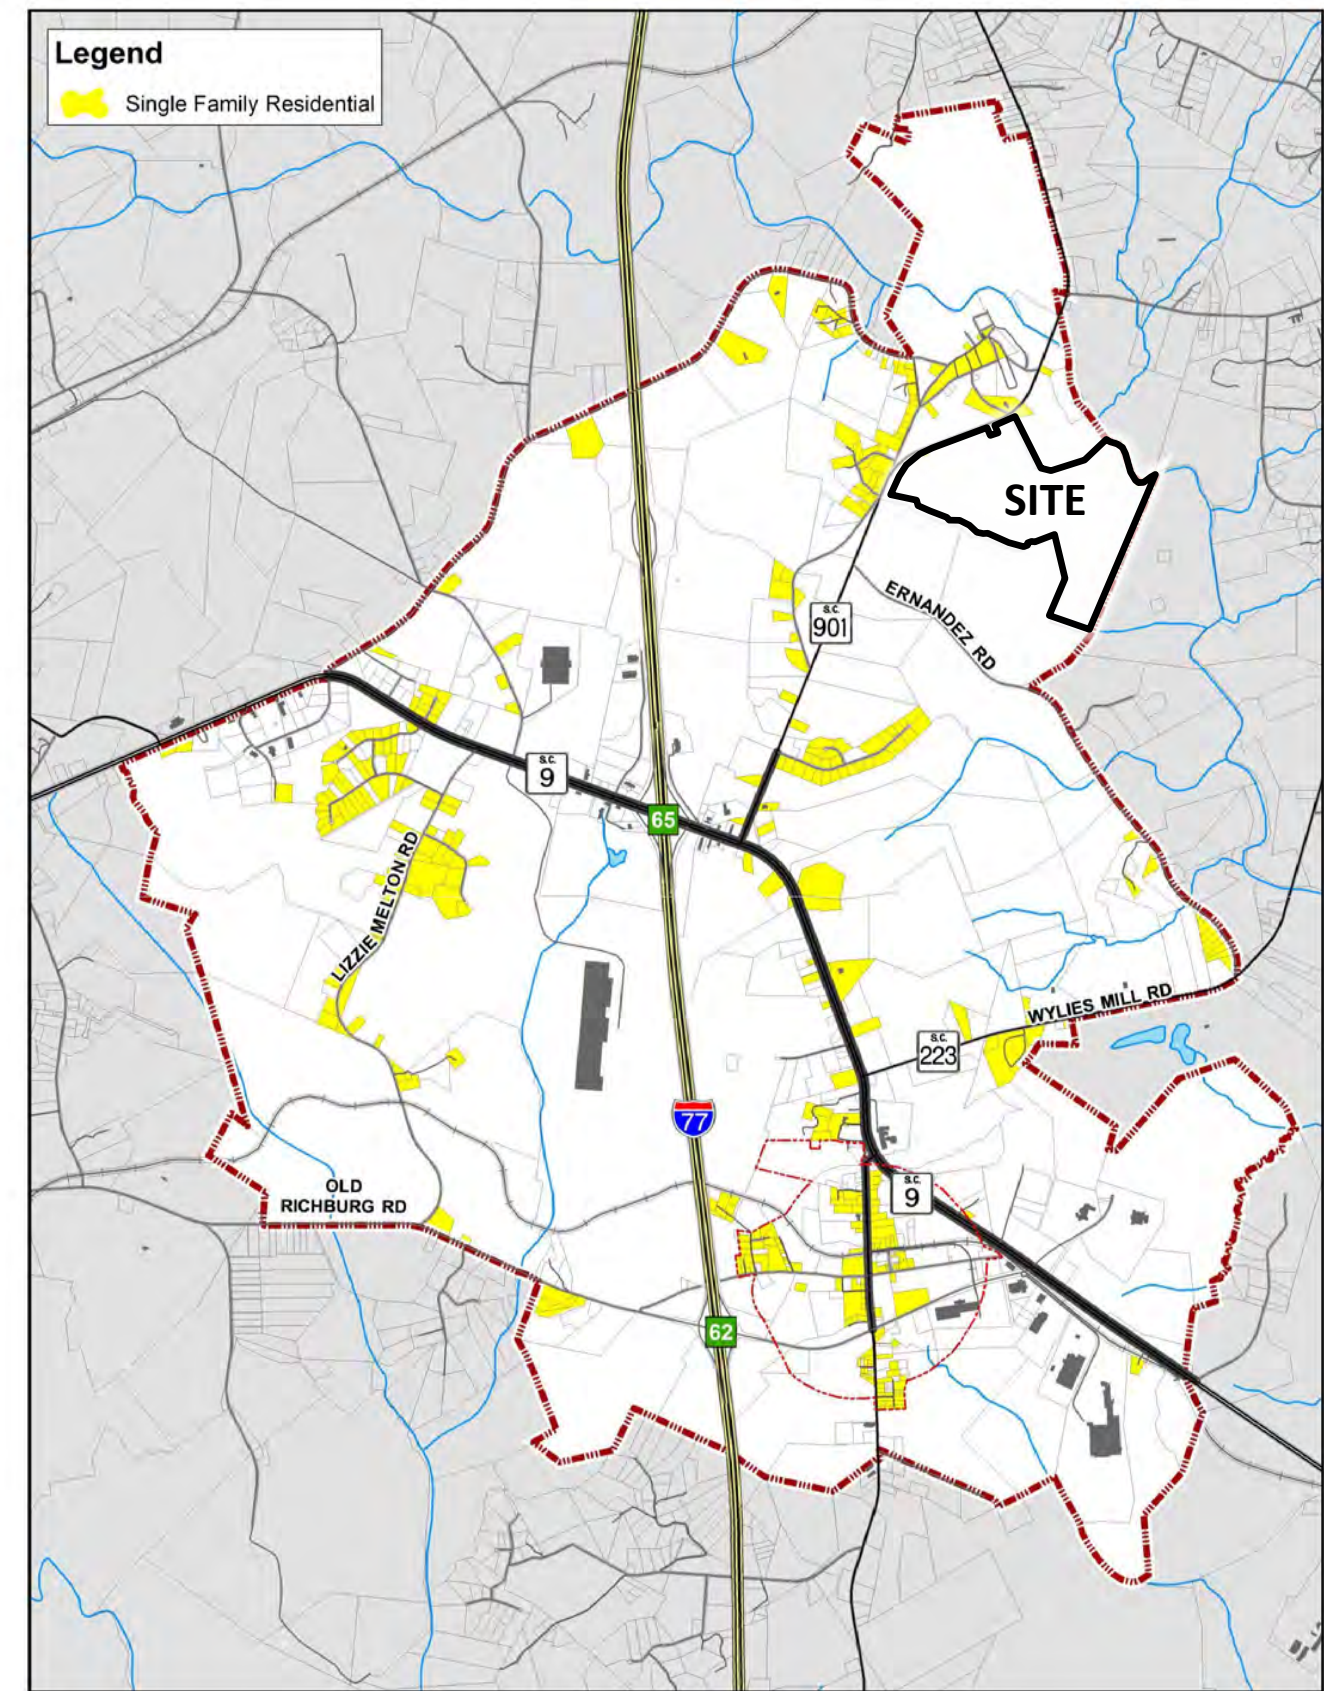 Legend
Single Family Residential
SITE
ERNANDEZ RD
S.C.
901
S.C.
9
65
LIZZIE MELTON RD
WYLIES MILL RD
S.C.
223
77
OLD
RICHBURG RD
S.C.
9
62